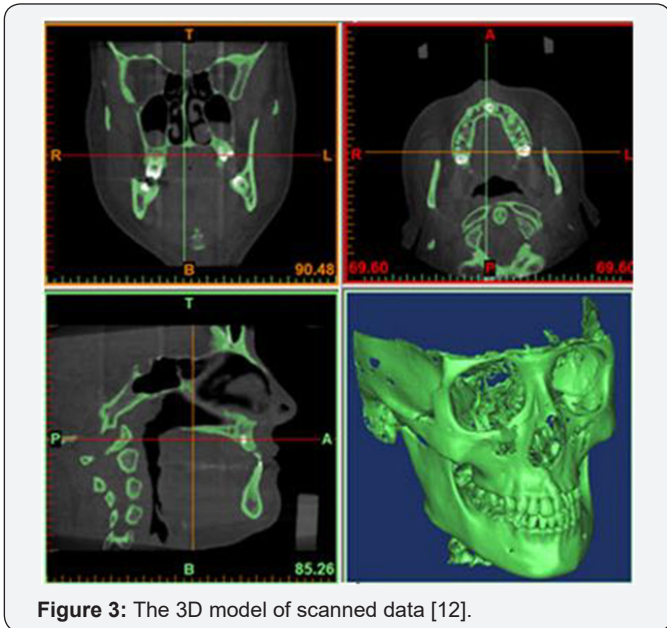 T
R
L
B
90.48
A
R
L
69.60
P
69.60
T
P
A
B
85.26
Figure 3: The 3D model of scanned data [12].